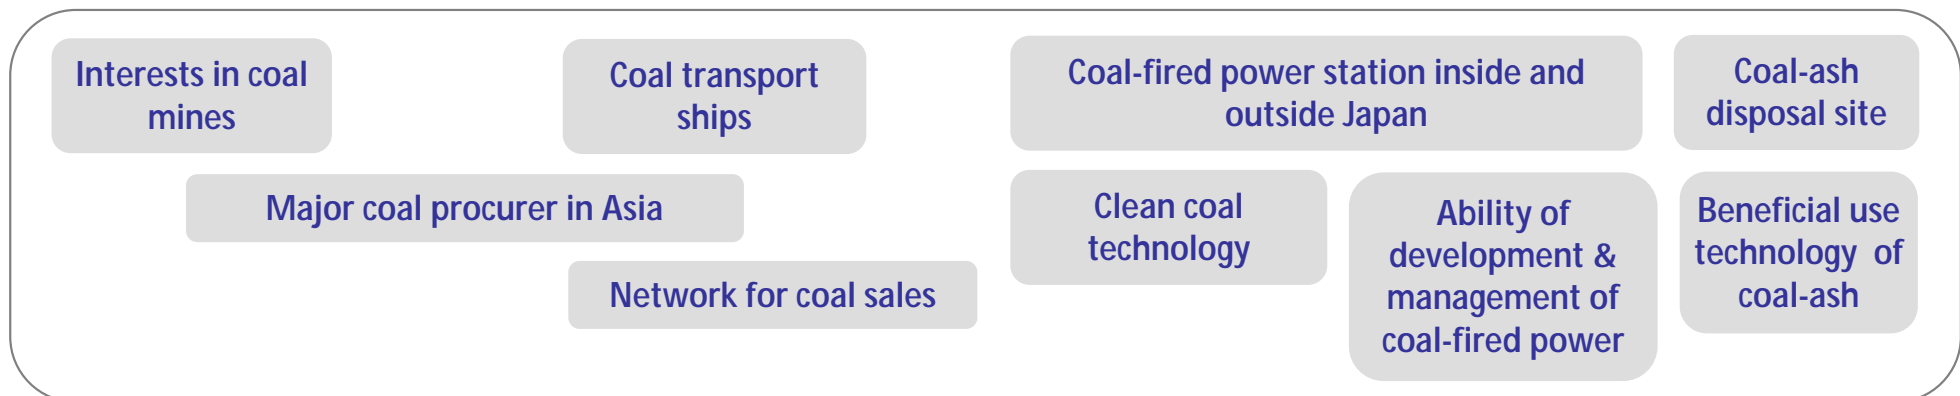 Interests in coal
mines
Coal transport
ships
Coal-fired power station inside and
outside Japan
Coal-ash
disposal site
Major coal procurer in Asia
Network for coal sales
Clean coal
technology
Ability of
development &
management of
coal-fired power
Beneficial use
technology of
coal-ash